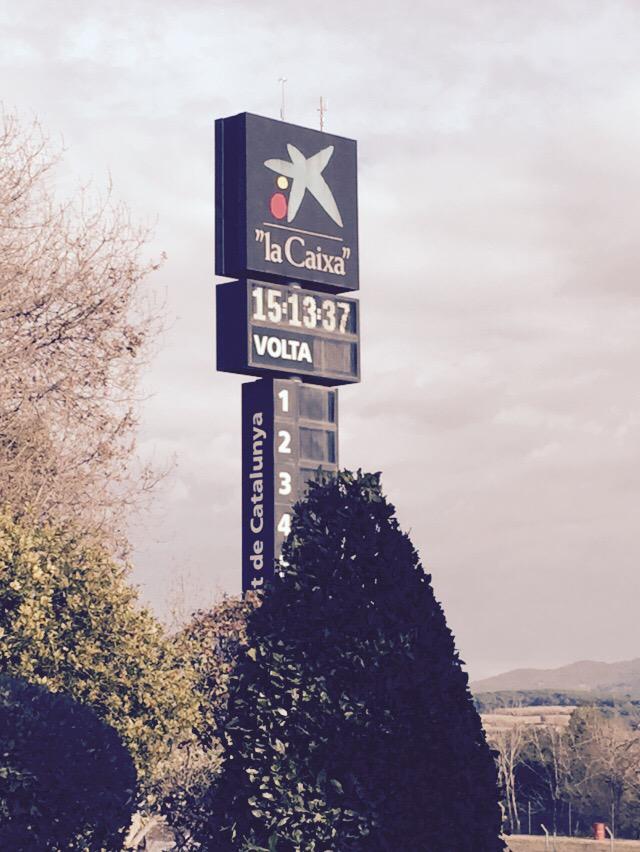 "la Caixa"
15:13:37
VOLTA
1
2
3
4
t de Catalunya